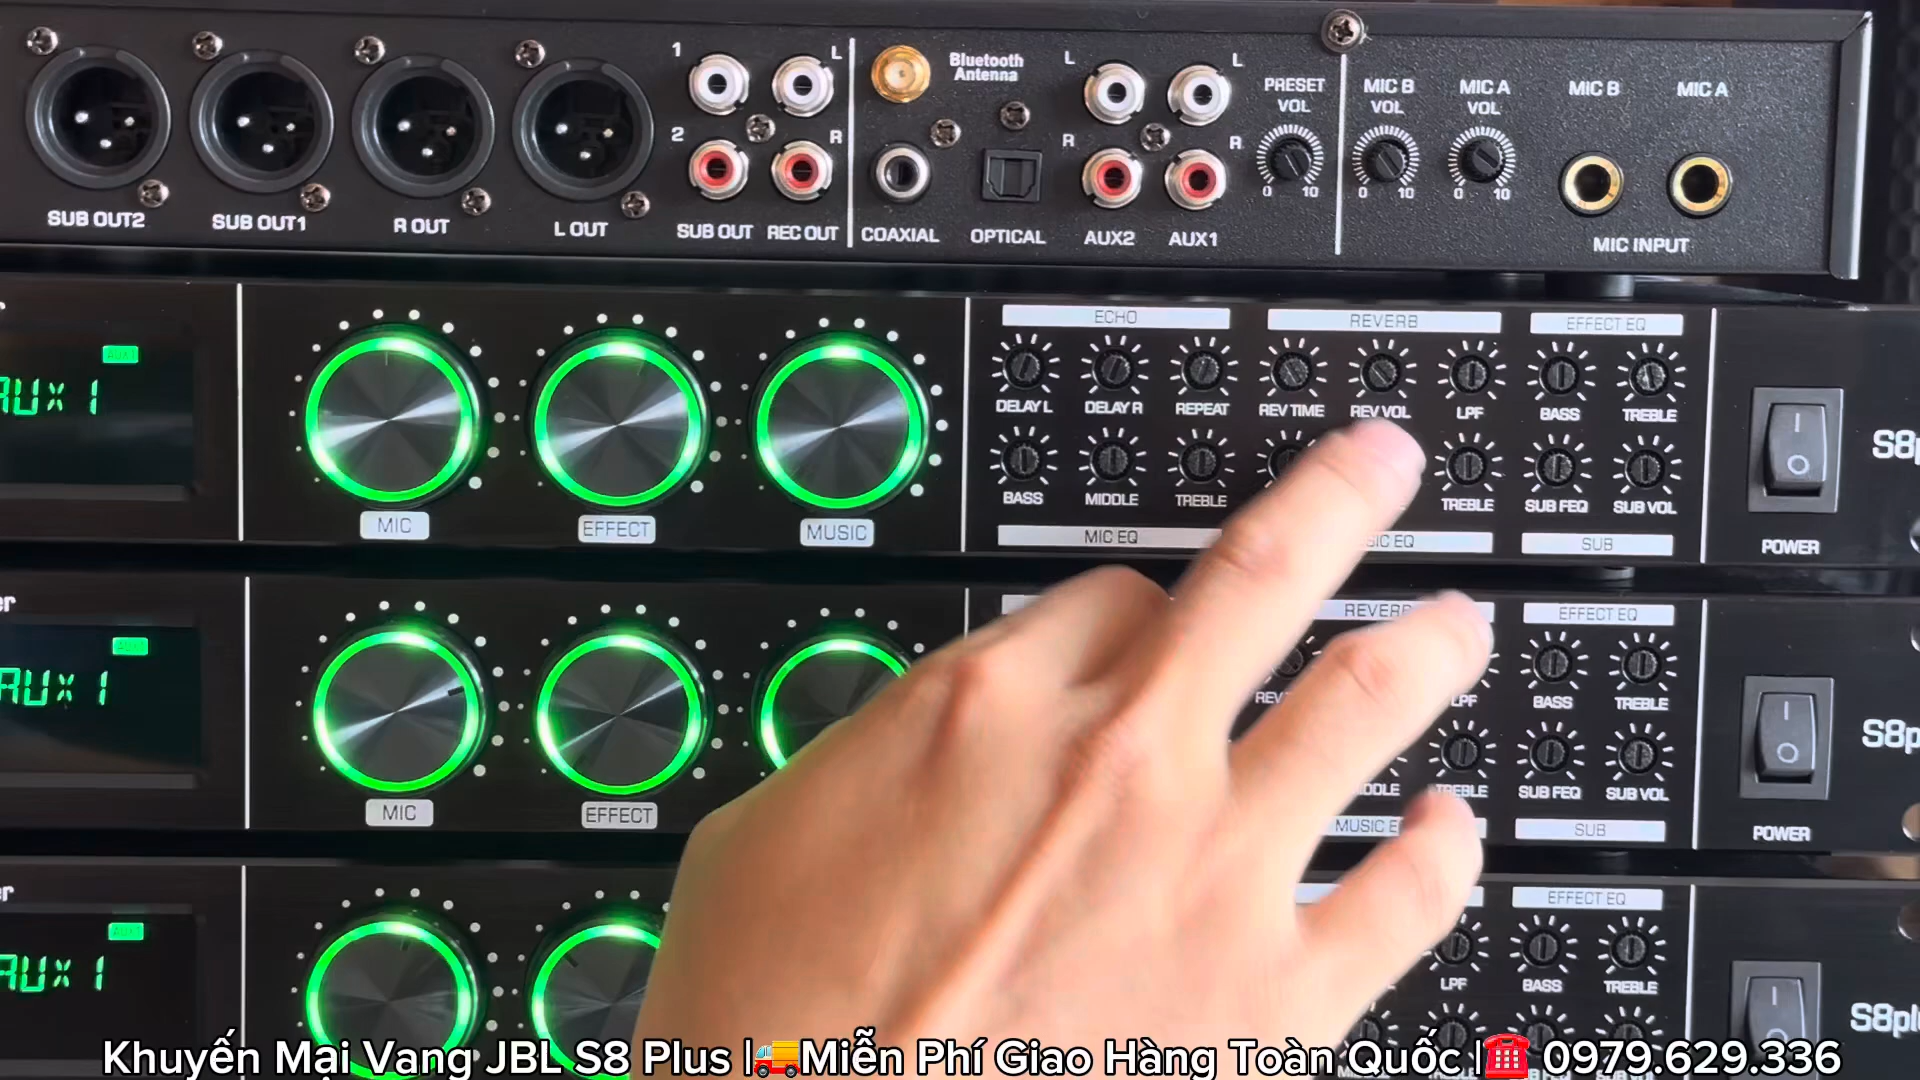 1 L Bluetooth L L PRESET MIC B MIC A MIC B MIC A
Antenna VOL VOL VOL
2 R R R
0 10 0 10 0 10
SUB OUT2 SUB OUT1 R OUT L OUT SUB OUT REC OUT COAXIAL OPTICAL AUX2 AUX1 MIC INPUT
ECHO REVERB EFFECT EQ
AUX1
AUX 1
DELAY L DELAY R REPEAT REV TIME REV VOL LPF BASS TREBLE
BASS MIDDLE TREBLE TREBLE SUB FEQ SUB VOL
MIC EFFECT MUSIC MIC EQ SUB POWER
REVERB EFFECT EQ
AUX 1
LPF BASS TREBLE
TREBLE SUB FEQ SUB VOL
MIC EFFECT SUB POWER
EFFECT EQ
AUX 1
LPF BASS TREBLE
Khuyến Mại Vang JBL S8 Plus |🚚Miễn Phí Giao Hàng Toàn Quốc |☎️ 0979.629.336